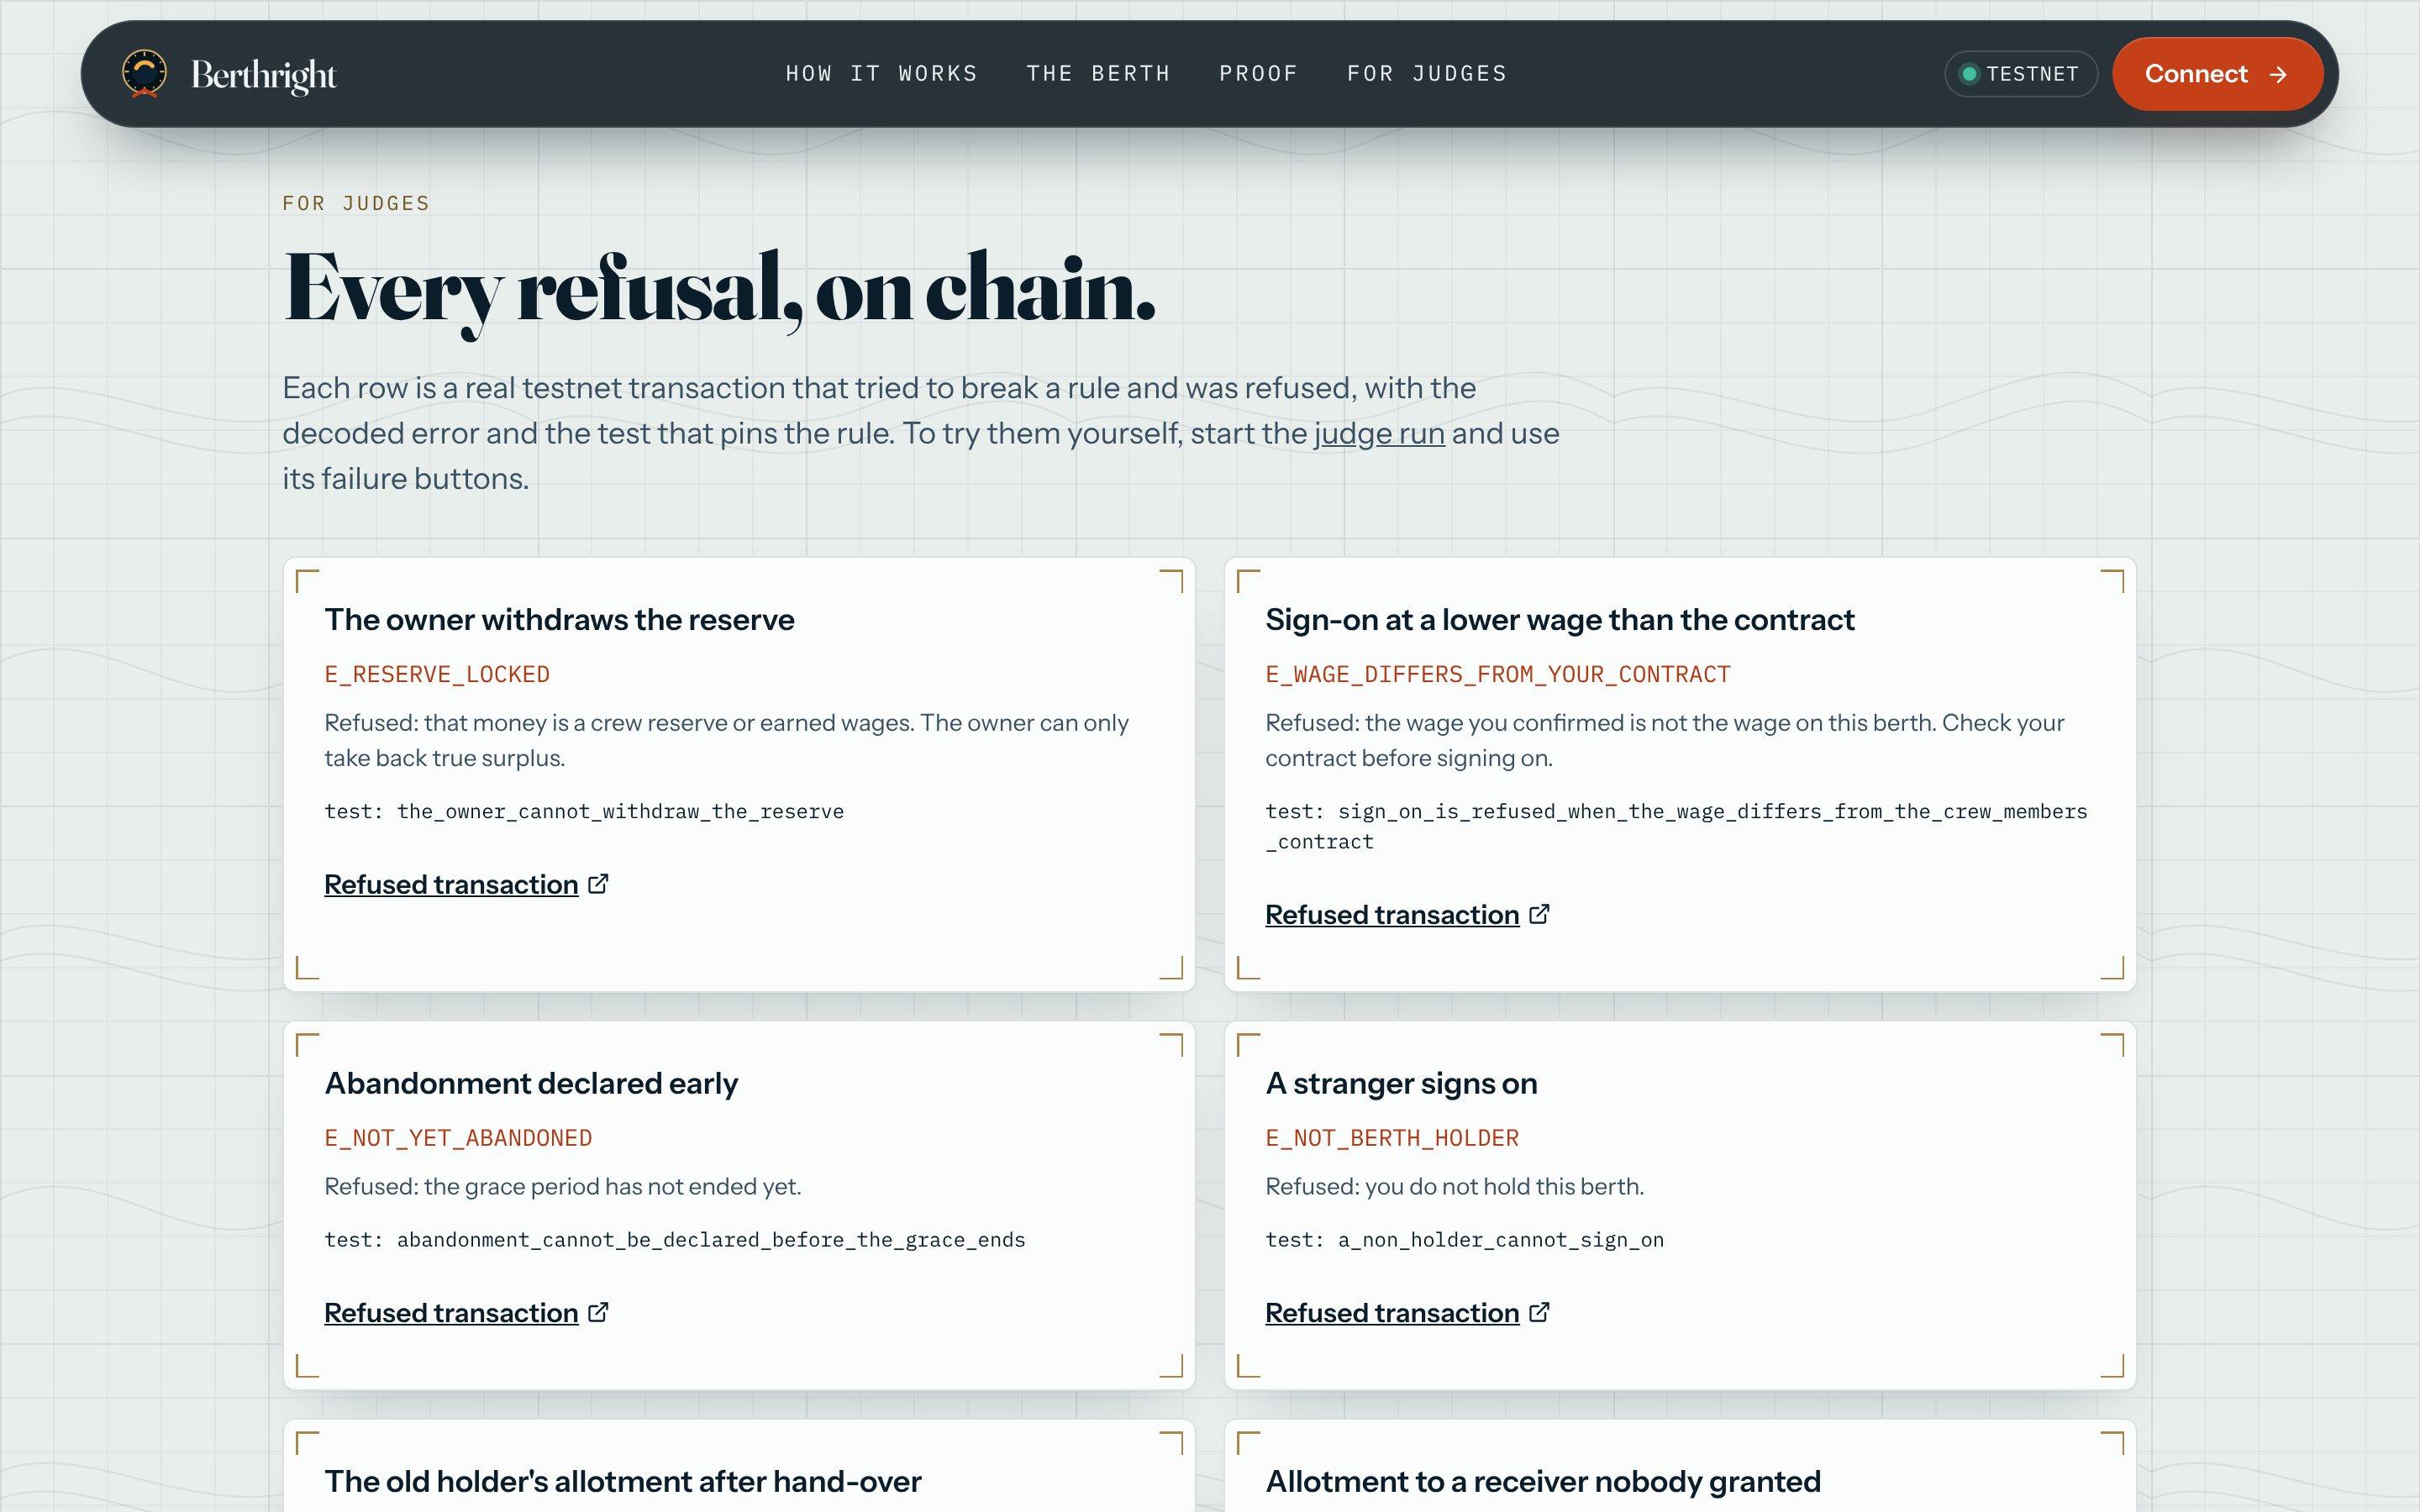 Berthright
HOW IT WORKS
THE BERTH
PROOF
FOR JUDGES
TESTNET
Connect
FOR JUDGES
Every refusal, on chain.
Each row is a real testnet transaction that tried to break a rule and was refused, with the
decoded error and the test that pins the rule. To try them yourself, start the judge run and use
its failure buttons.
The owner withdraws the reserve
E_RESERVE_LOCKED
Refused: that money is a crew reserve or earned wages. The owner can only
take back true surplus.
test: the_owner_cannot_withdraw_the_reserve
Refused transaction
Sign-on at a lower wage than the contract
E_WAGE_DIFFERS_FROM_YOUR_CONTRACT
Refused: the wage you confirmed is not the wage on this berth. Check your
contract before signing on.
test: sign_on_is_refused_when_the_wage_differs_from_the_crew_members
_contract
Refused transaction
Abandonment declared early
E_NOT_YET_ABANDONED
Refused: the grace period has not ended yet.
test: abandonment_cannot_be_declared_before_the_grace_ends
Refused transaction
A stranger signs on
E_NOT_BERTH_HOLDER
Refused: you do not hold this berth.
test: a_non_holder_cannot_sign_on
Refused transaction
The old holder's allotment after hand-over
Allotment to a receiver nobody granted